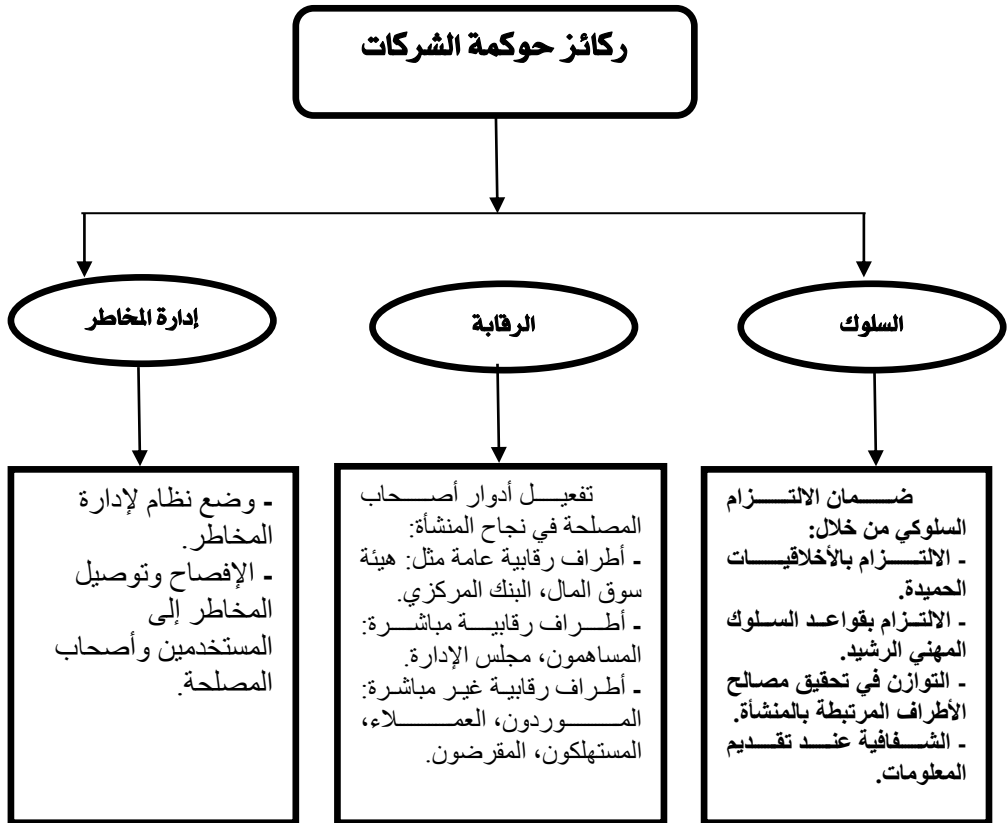 ركائز حوكمة الشركات
السلوك
الرقابة
إدارة المخاطر
ضمان الالتزام
السلوكي من خلال:
- الالتزام بالأخلاقيات
الحميدة.
- الالتزام بقواعد السلوك
المهني الرشيد.
- التوازن في تحقيق مصالح
الأطراف المرتبطة بالمنشأة.
- الشفافية عند تقديم
المعلومات.
تفعيل أدوار أصحاب
المصلحة في نجاح المنشأة:
- أطراف رقابية عامة مثل: هيئة
سوق المال، البنك المركزي.
- أطراف رقابية مباشرة:
المساهمون، مجلس الإدارة.
- أطراف رقابية غير مباشرة:
الموردون، العملاء،
المستهلكون، المقرضون.
- وضع نظام لإدارة
المخاطر.
- الإفصاح وتوصيل
المخاطر إلى
المستخدمين وأصحاب
المصلحة.